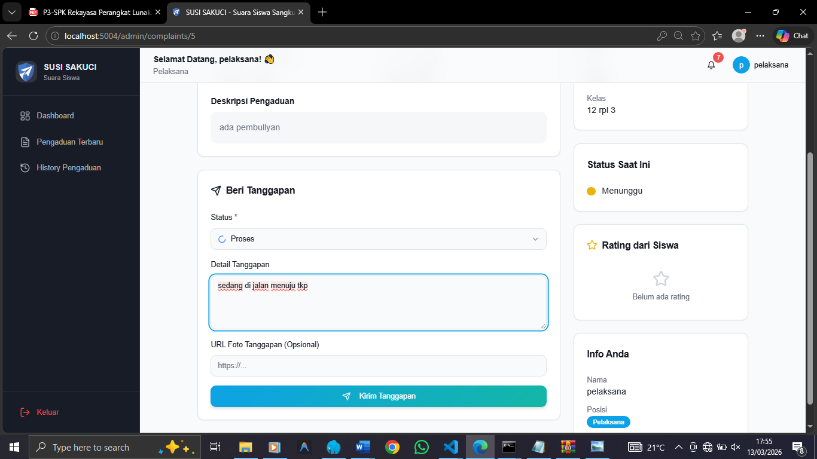 P3-SPK Rekayasa Perangkat Lunak
SUSI SAKUCI - Suara Siswa Sangku
localhost:5004/admin/complaints/5
Chat
SUSI SAKUCI
Suara Siswa
Dashboard
Pengaduan Terbaru
History Pengaduan
Keluar
Selamat Datang, pelaksana!
Pelaksana
7
p
pelaksana
Deskripsi Pengaduan
ada pembuliyan
Beri Tanggapan
Status *
Proses
Detail Tanggapan
sedang di jalan menuju tkp
URL Foto Tanggapan (Opsional)
https://...
Kirim Tanggapan
Kelas
12 rpl 3
Status Saat Ini
Menunggu
Rating dari Siswa
Belum ada rating
Info Anda
Nama
pelaksana
Posisi
Pelaksana
Type here to search
21°C
17:55
13/03/2026
8